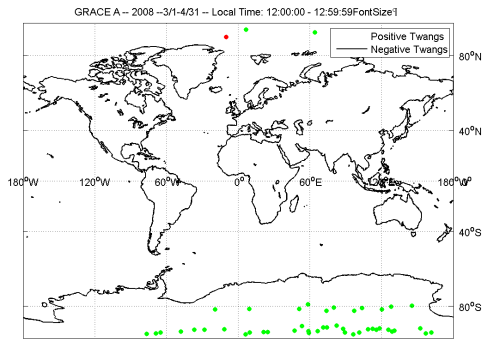 GRACE A -- 2008 --3/1-4/31 -- Local Time: 12:00:00 - 12:59:59FontSize
Positive Twangs
Negative Twangs
80°N
40°N
180°W 120°W 60°W 0° 60°E 120°E 180°W
40°S
80°S